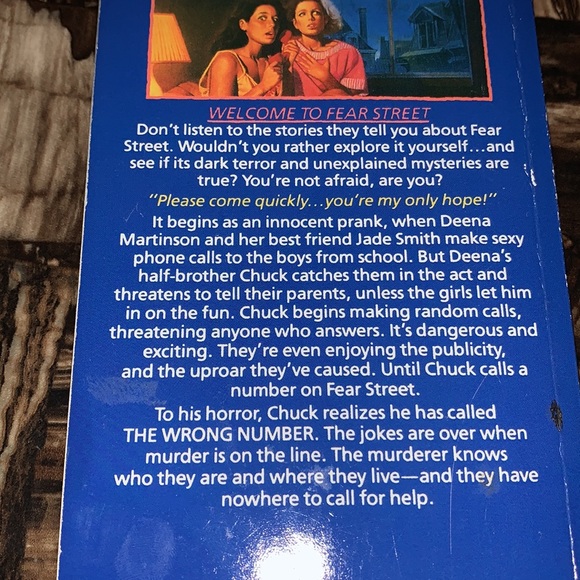 WELCOME TO FEAR STREET
Don't listen to the stories they tell you about Fear
Street. Wouldn't you rather explore it yourself...and
see if its dark terror and unexplained mysteries are
true? You're not afraid, are you?
"Please come quickly...you're my only hope!"
It begins as an innocent prank, when Deena
Martinson and her best friend Jade Smith make sexy
phone calls to the boys from school. But Deena's
half-brother Chuck catches them in the act and
threatens to tell their parents, unless the girls let him
in on the fun. Chuck begins making random calls,
threatening anyone who answers. It's dangerous and
exciting. They're even enjoying the publicity,
and the uproar they've caused. Until Chuck calls a
number on Fear Street.
To his horror, Chuck realizes he has called
THE WRONG NUMBER. The jokes are over when
murder is on the line. The murderer knows
who they are and where they live—and they have
nowhere to call for help.